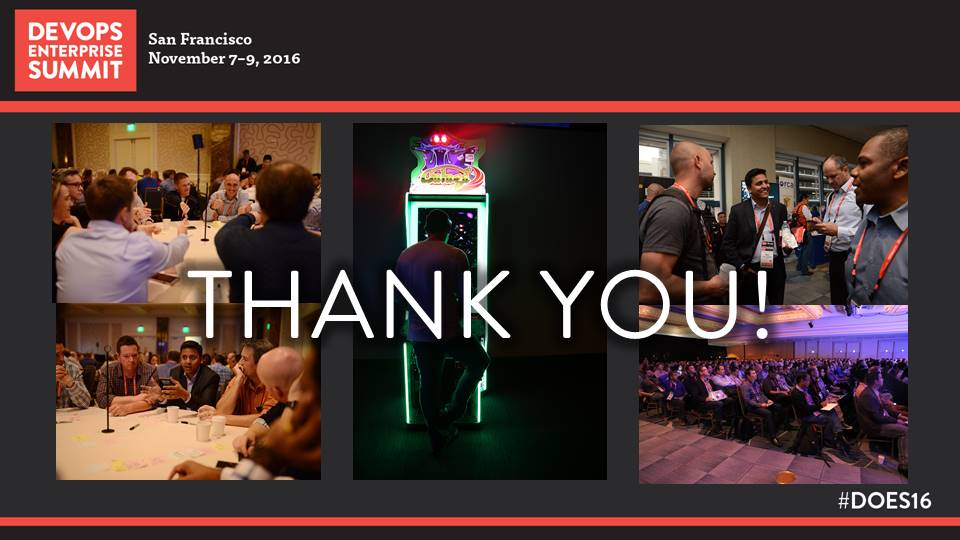 DEVOPS
ENTERPRISE
SUMMIT
San Francisco
November 7–9, 2016
THANK YOU!
#DOES16